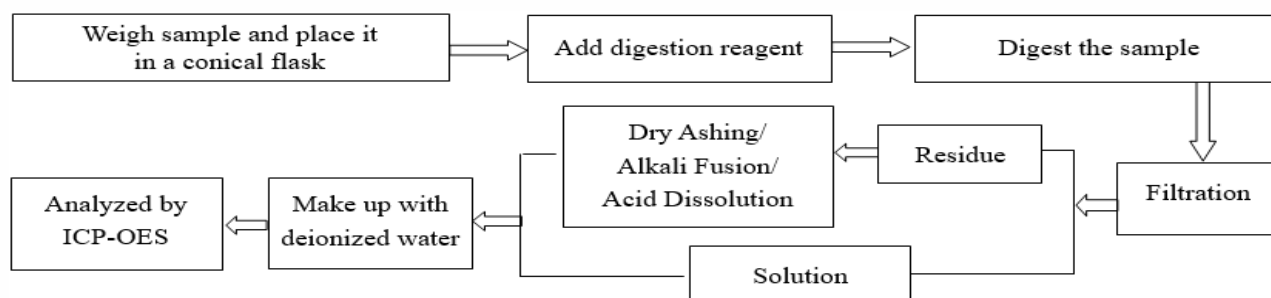 Weigh sample and place it
in a conical flask
Add digestion reagent
Digest the sample
Filtration
Residue
Dry Ashing/
Alkali Fusion/
Acid Dissolution
Solution
Make up with
deionized water
Analyzed by
ICP-OES